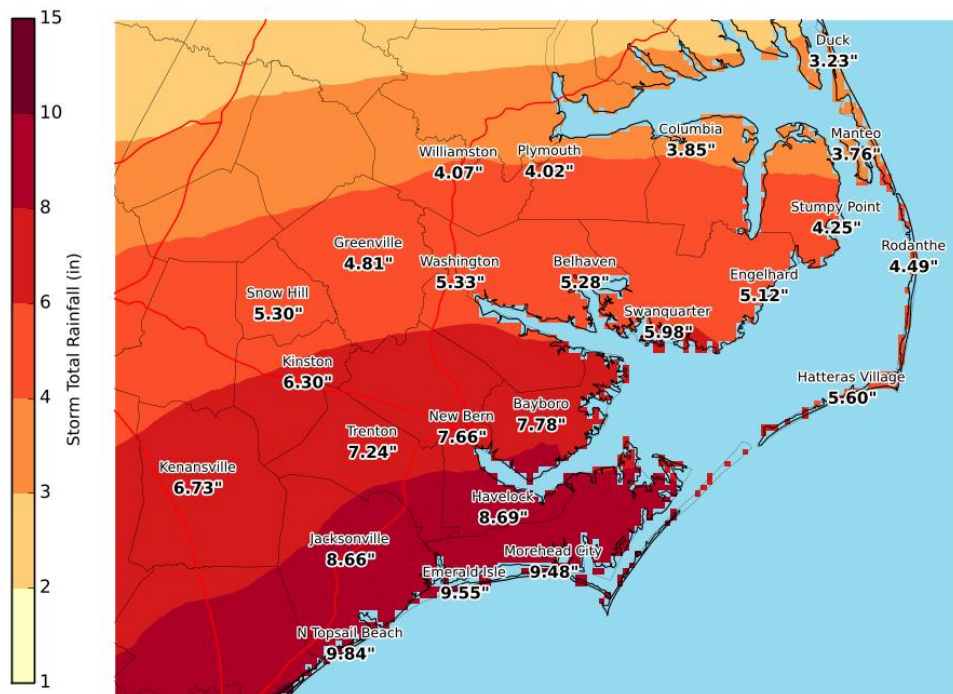 15
10
8
6
4
3
2
1
Storm Total Rainfall (in)
Duck
3.23"
Columbia
3.85"
Manteo
3.76"
Williamston
4.07"
Plymouth
4.02"
Stumpy Point
4.25"
Rodanthe
4.49"
Greenville
4.81"
Washington
5.33"
Belhaven
5.28"
Engelhard
5.12"
Snow Hill
5.30"
Swanquarter
5.98"
Kinston
6.30"
Hatteras Village
5.60"
Bayboro
7.78"
New Bern
7.66"
Trenton
7.24"
Kenansville
6.73"
Havelock
8.69"
Jacksonville
8.66"
Morehead City
9.48"
Emerald Isle
9.55"
N Topsail Beach
9.84"